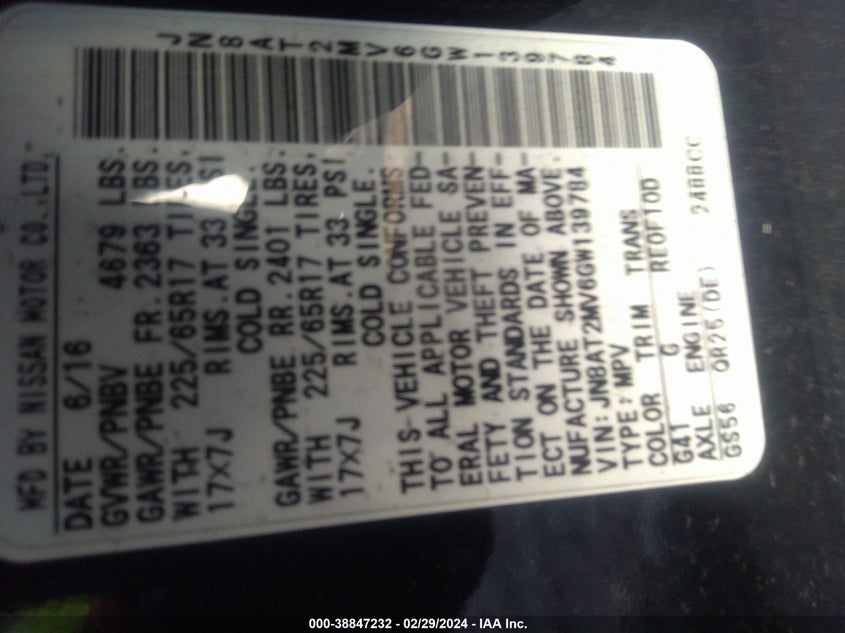 MFD BY NISSAN MOTOR CO.,LTD.
DATE 6/16
GVWR/PNBV 4679 LBS.
GAWR/PNBE FR.2363 LBS.
WITH 225/65R17 TIRES,
17X7J RIMS.AT 33 PSI
COLD SINGLE.
GAWR/PNBE RR.2401 LBS.
WITH 225/65R17 TIRES,
17X7J RIMS.AT 33 PSI
COLD SINGLE.
THIS VEHICLE CONFORMS
TO ALL APPLICABLE FED-
ERAL MOTOR VEHICLE SA-
FETY AND THEFT PREVEN-
TION STANDARDS IN EFF-
ECT ON THE DATE OF MA-
NUFACTURE SHOWN ABOVE.
VIN: JN8AT2MV6GW139784
TYPE: MPV
COLOR TRIM TRANS
G41 G RE0F10D
AXLE ENGINE
GS56 QR25(DE) 2488CC
JN8AT2MV6GW139784
000-38847232 - 02/29/2024 - IAA Inc.